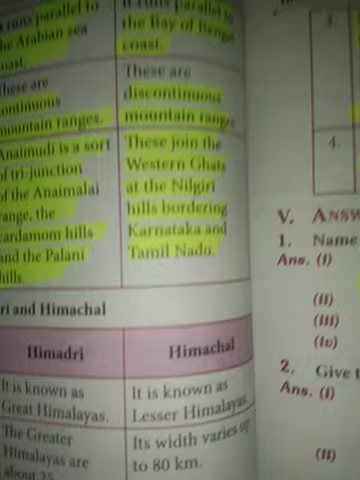 runs parallel to
the Arabian sea
coast.
It runs parallel to
the Bay of Bengal
coast.
These are
continuous
mountain ranges.
These are
discontinuous
mountain ranges
Anaimudi is a sort
of tri-junction
of the Anaimalai
range, the
cardamom hills
and the Palani
hills.
These join the
Western Ghats
at the Nilgiri
hills bordering
Karnataka and
Tamil Nadu.
ri and Himachal
Himadri
Himachal
It is known as
Great Himalayas.
It is known as
Lesser Himalayas.
The Greater
Himalayas are
about 25
Its width varies up
to 80 km.
3.
4.
V. ANSW
1. Name
Ans. (i)
(ii)
(iii)
(iv)
2. Give t
Ans. (i)
(ii)